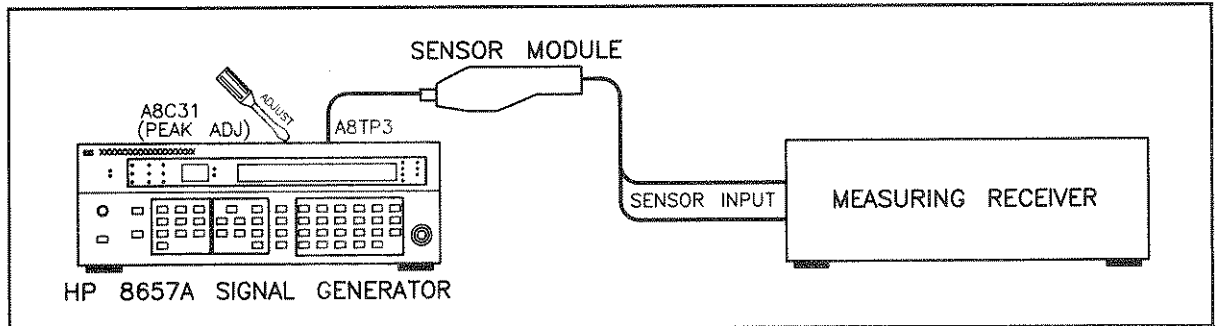 SENSOR MODULE
ADJUST
A8C31
(PEAK ADJ)
A8TP3
SENSOR INPUT
MEASURING RECEIVER
HP 8657A SIGNAL GENERATOR